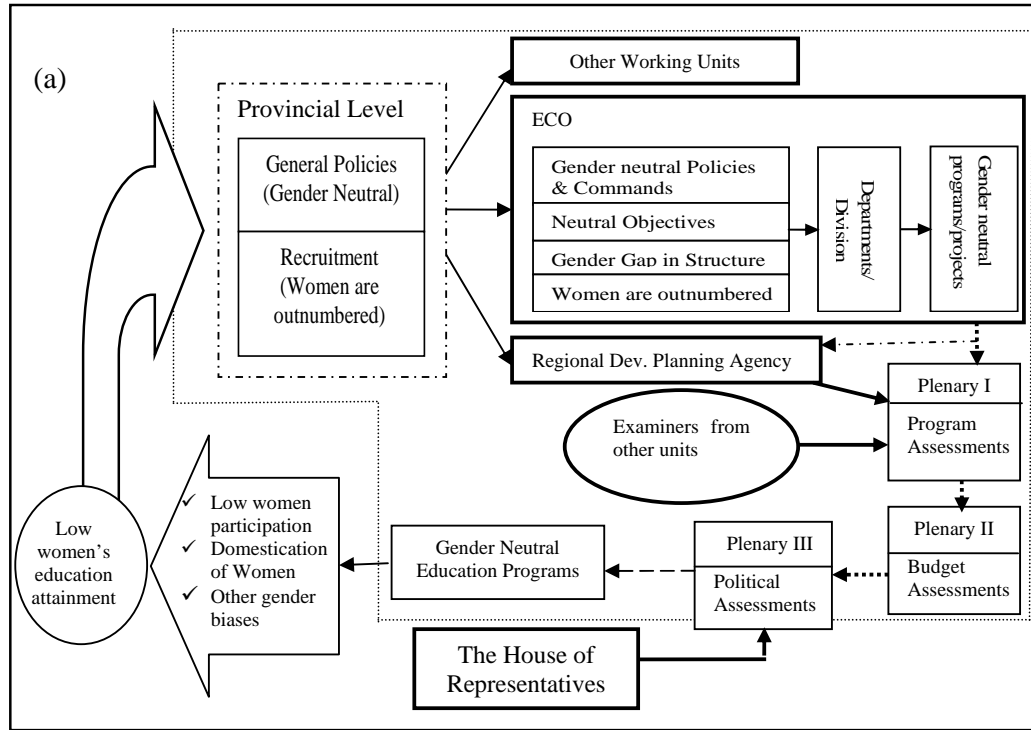 (a)
Provincial Level
General Policies
(Gender Neutral)
Recruitment
(Women are
outnumbered)
Other Working Units
ECO
Gender neutral Policies
& Commands
Neutral Objectives
Gender Gap in Structure
Women are outnumbered
Departments/
Division
Gender neutral
programs/projects
Regional Dev. Planning Agency
Examiners from
other units
Plenary I
Program
Assessments
Plenary II
Budget
Assessments
Plenary III
Political
Assessments
The House of
Representatives
Gender Neutral
Education Programs
✓ Low women
participation
✓ Domestication
of Women
✓ Other gender
biases
Low
women's
education
attainment